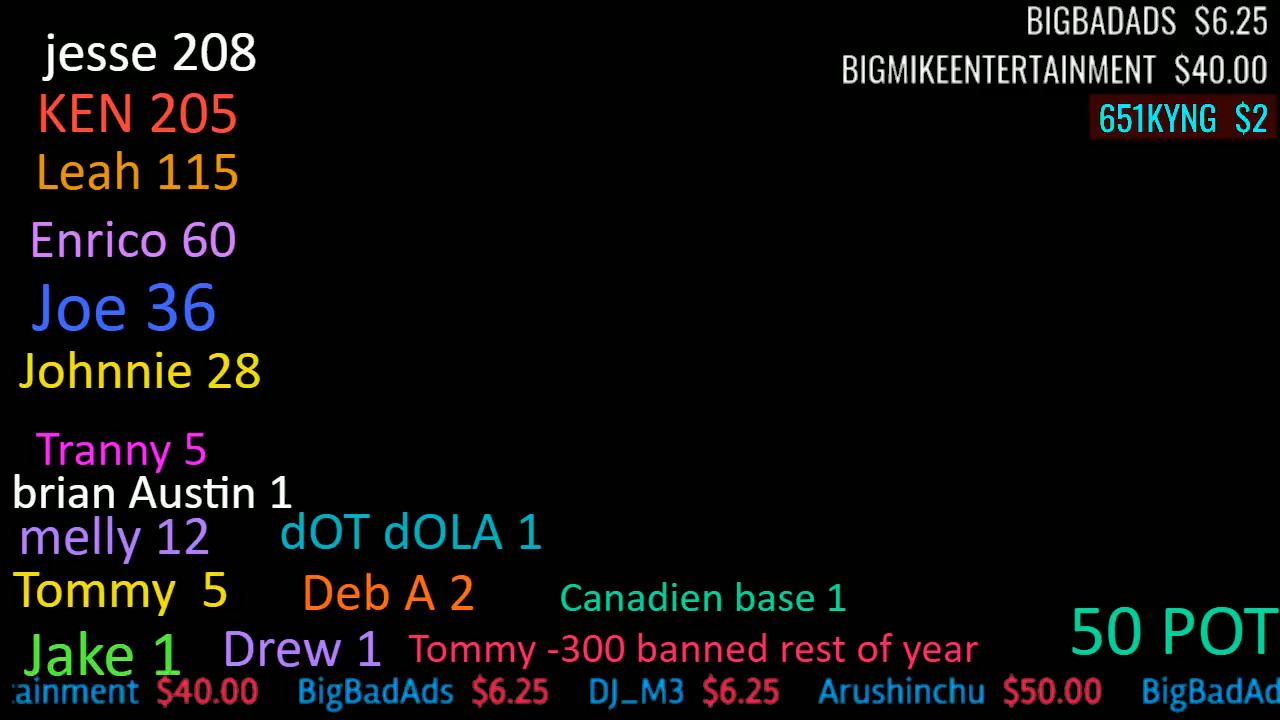 BIGBADADS $6.25
BIGMIKEENTERTAINMENT $40.00
651KYNG $2
jesse 208
KEN 205
Leah 115
Enrico 60
Joe 36
Johnnie 28
Tranny 5
brian Austin 1
melly 12 dOT dOLA 1
Tommy 5 Deb A 2 Canadien base 1
50 POT
Jake 1 Drew 1 Tommy -300 banned rest of year
tainment $40.00 BigBadAds $6.25 DJ_M3 $6.25 Arushinchu $50.00 BigBadAd